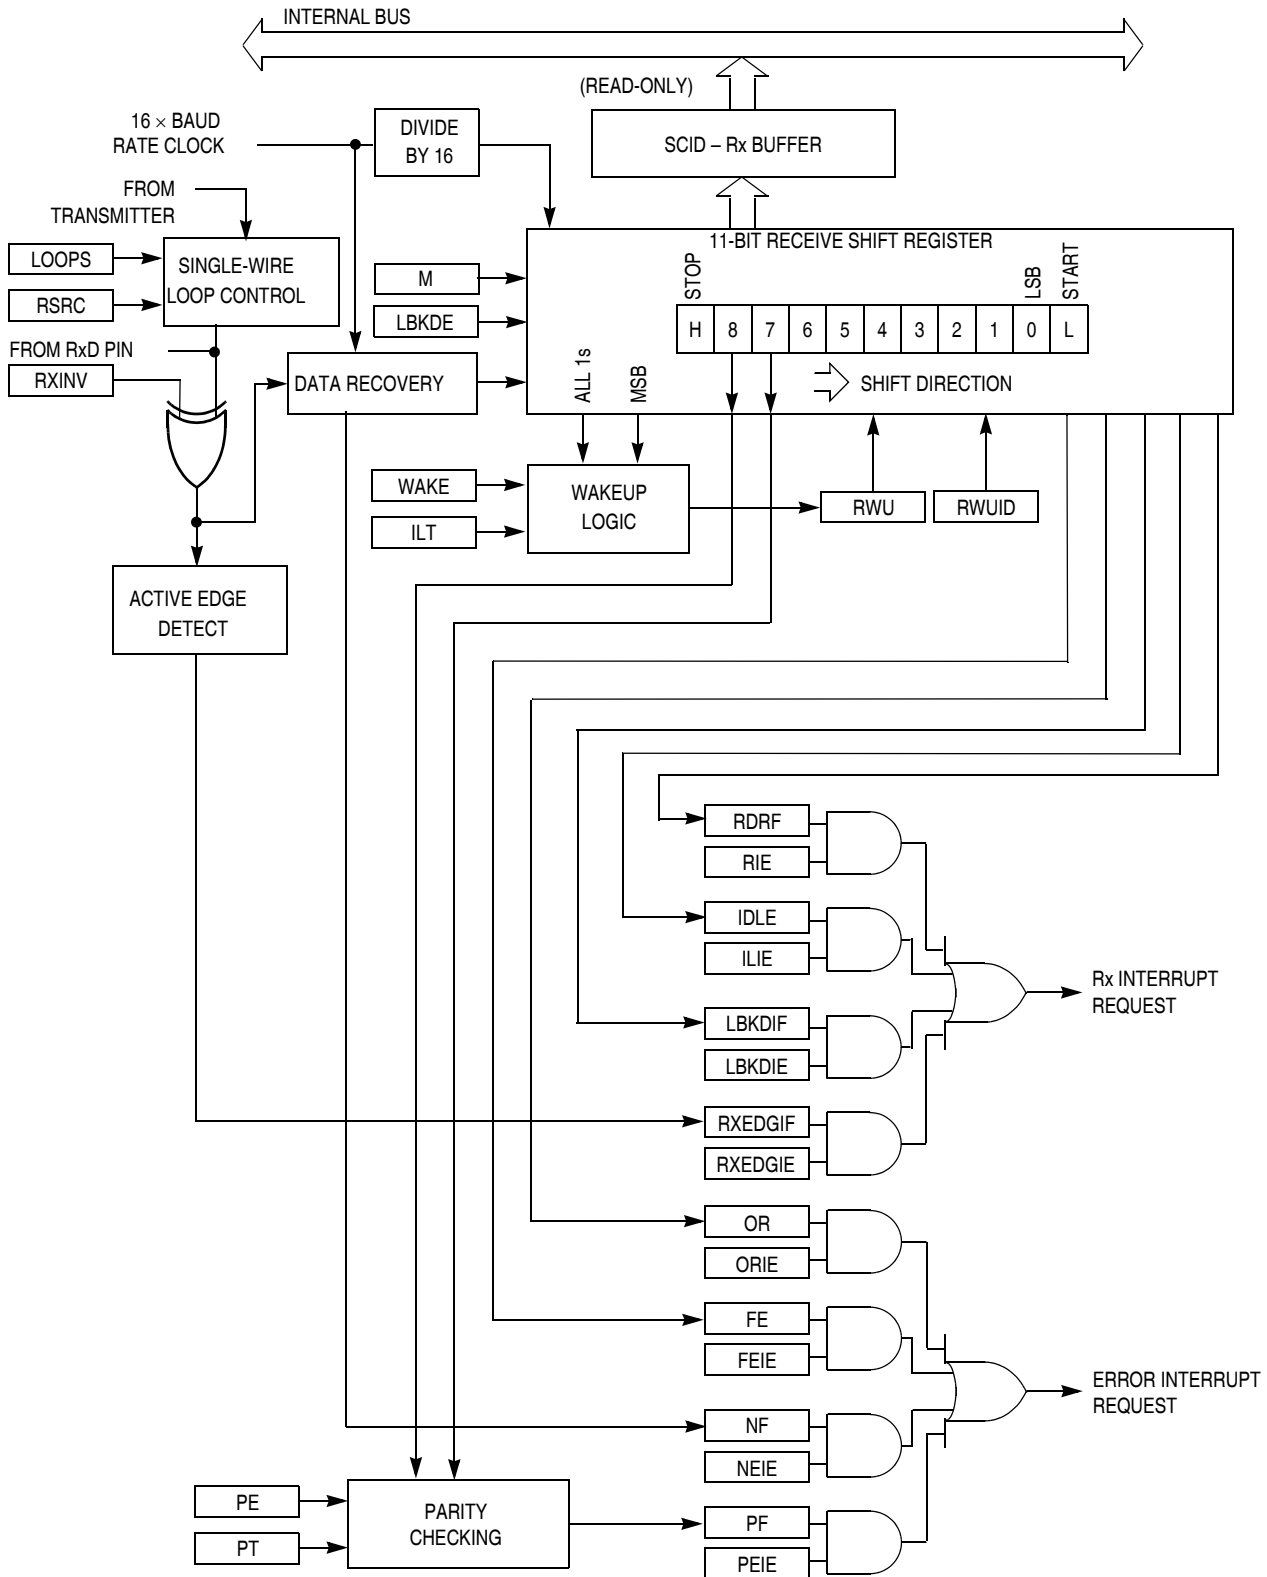 INTERNAL BUS
(READ-ONLY)
16 × BAUD
RATE CLOCK
DIVIDE
BY 16
SCID – Rx BUFFER
FROM
TRANSMITTER
LOOPS
RSRC
SINGLE-WIRE
LOOP CONTROL
11-BIT RECEIVE SHIFT REGISTER
M
LBKDE
STOP
LSB
START
H 8 7 6 5 4 3 2 1 0 L
FROM RxD PIN
RXINV
DATA RECOVERY
ALL 1s
MSB
SHIFT DIRECTION
WAKE
ILT
WAKEUP
LOGIC
RWU
RWUID
ACTIVE EDGE
DETECT
RDRF
RIE
IDLE
ILIE
Rx INTERRUPT
REQUEST
LBKDIF
LBKDIE
RXEDGIF
RXEDGIE
OR
ORIE
FE
FEIE
ERROR INTERRUPT
REQUEST
NF
NEIE
PE
PT
PARITY
CHECKING
PF
PEIE